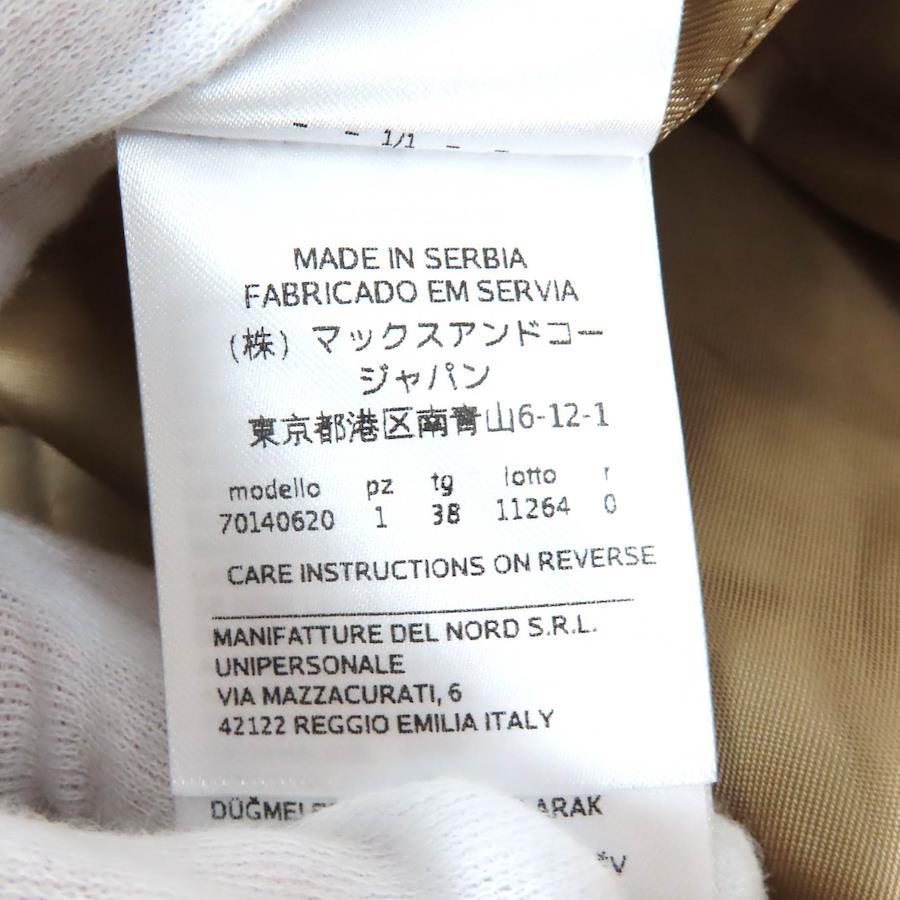 1/1
MADE IN SERBIA
FABRICADO EM SERVIA
(株) マックスアンドコー
ジャパン
東京都港区南青山6-12-1
modello pz tg lotto r
70140620 1 38 11264 0
CARE INSTRUCTIONS ON REVERSE
MANIFATTURE DEL NORD S.R.L.
UNIPERSONALE
VIA MAZZACURATI, 6
42122 REGGIO EMILIA ITALY